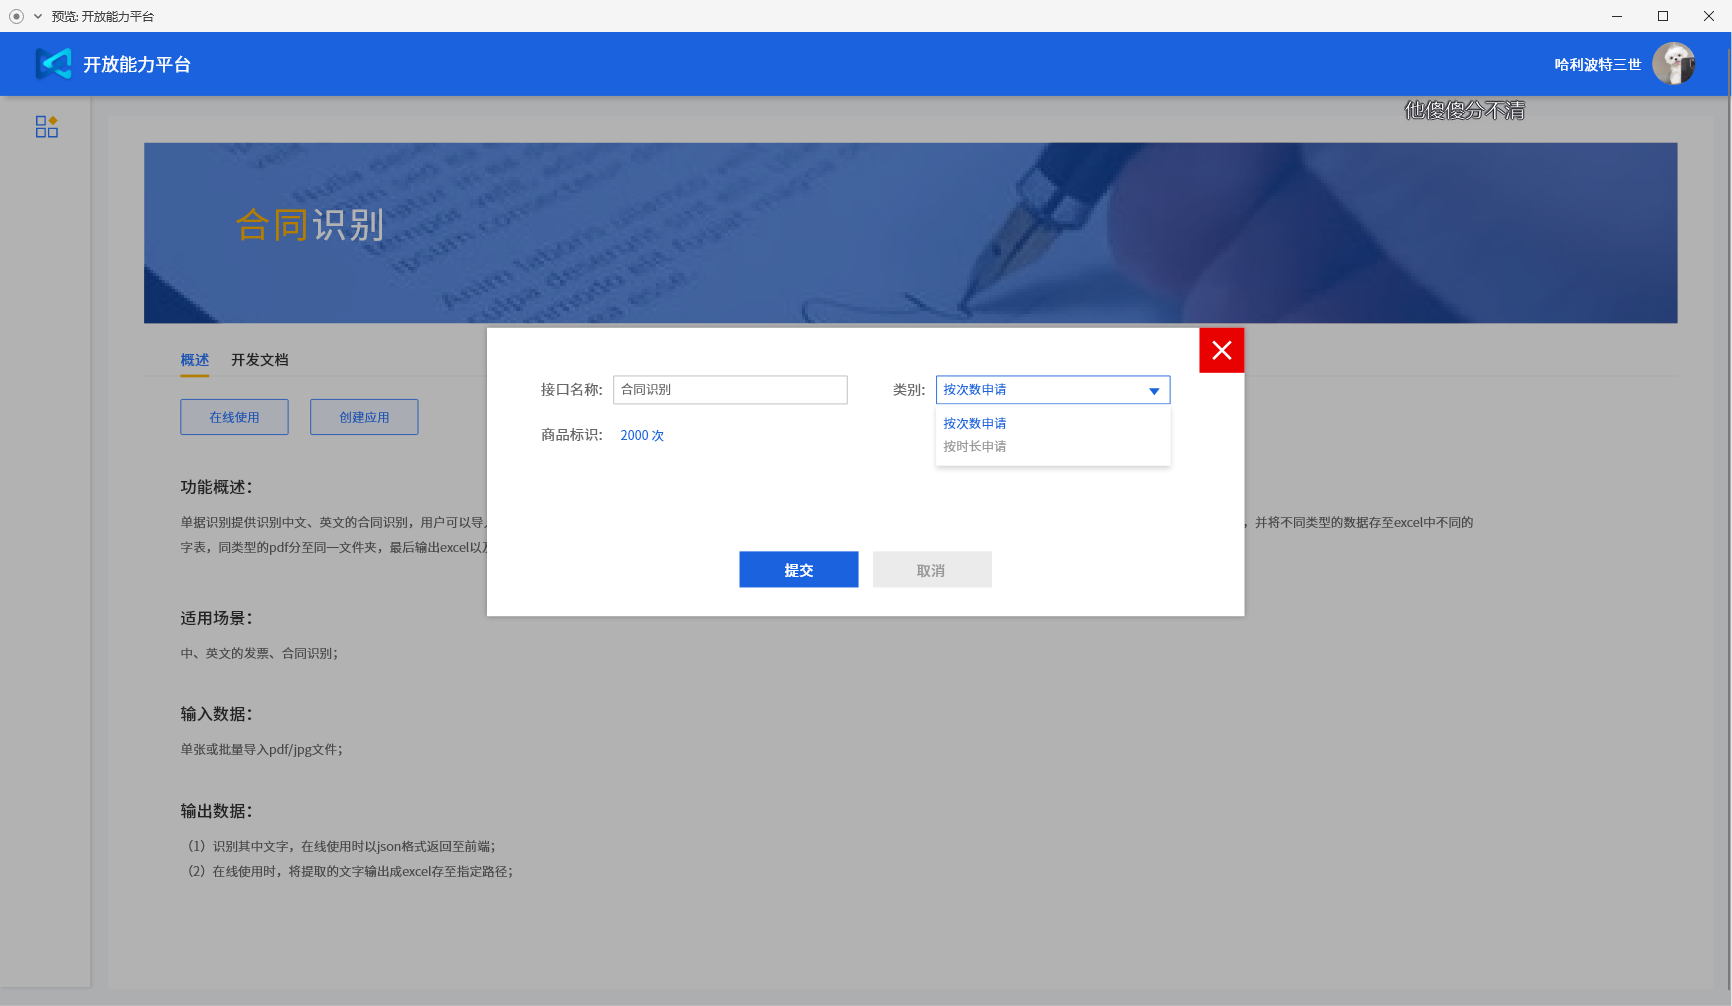 预览: 开放能力平台
开放能力平台
哈利波特三世
他傻傻分不清
合同识别
概述 开发文档
在线使用 创建应用
接口名称: 合同识别 类别: 按次数申请
按次数申请
按时长申请
商品标识: 2000 次
提交 取消
功能概述：
单据识别提供识别中文、英文的合同识别，用户可以导
，并将不同类型的数据存至excel中不同的
字表，同类型的pdf分至同一文件夹，最后输出excel以
适用场景：
中、英文的发票、合同识别；
输入数据：
单张或批量导入pdf/jpg文件；
输出数据：
（1）识别其中文字，在线使用时以json格式返回至前端；
（2）在线使用时，将提取的文字输出成excel存至指定路径；